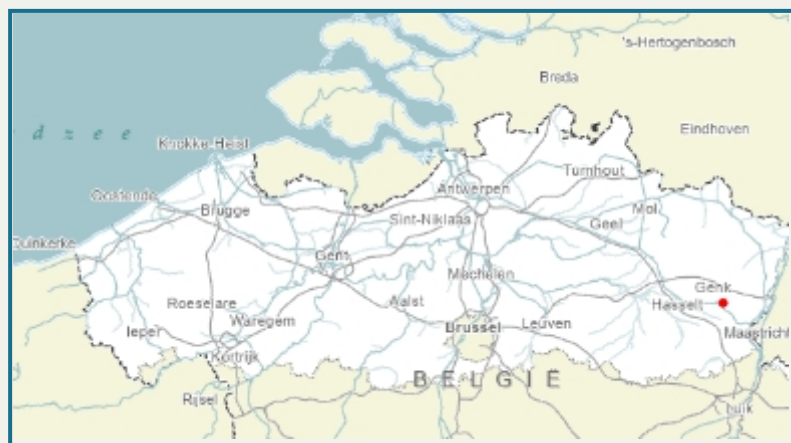 's-Hertogenbosch
Breda
dzee
Eindhoven
Knokke-Heist
Turnhout
Antwerpen
Oostende
Mol
Brugge
Sint-Niklaas
Geel
Duinkerke
Gent
Mechelen
Genk
Roeselare
Aalst
Hasselt
Ieper
Waregem
Brussel
Leuven
Maastricht
Kortrijk
BELGIË
Rijsel
Luik